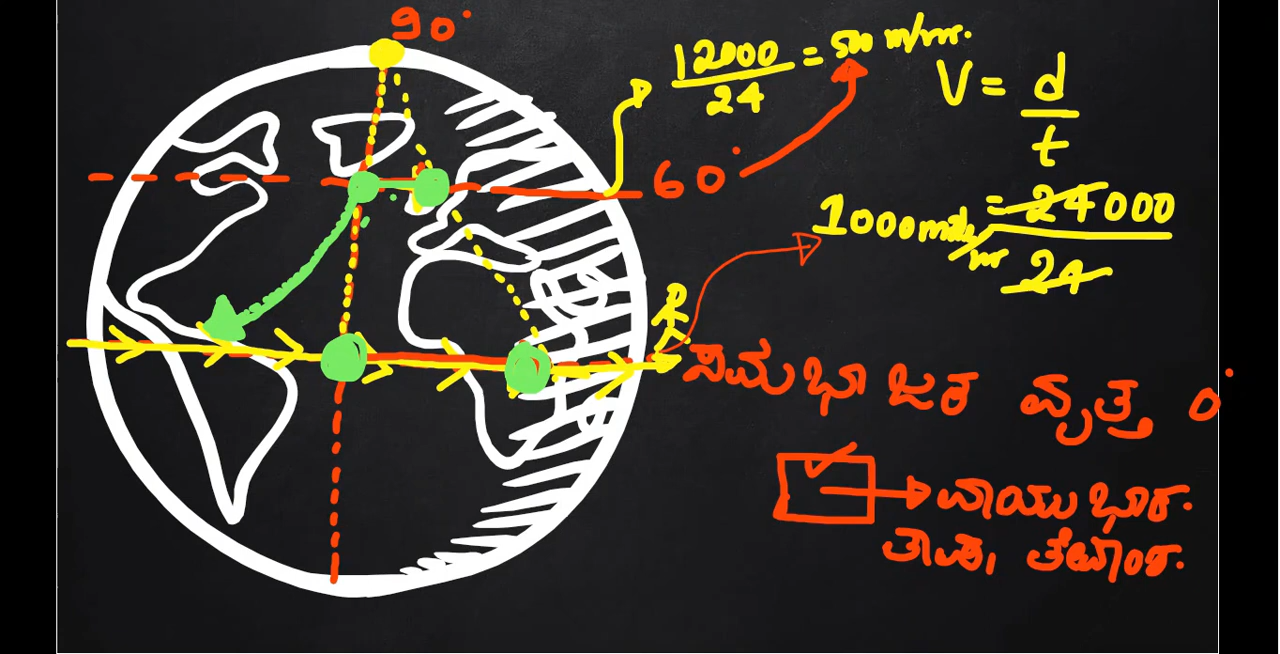 90°
12000
24
= 500 m/hr.
V = d
t
60°
1000 mile/hr
= 24000
24
R
ಸಮಭಾಜಕ ವೃತ್ತ 0°
ವಾಯುಭಾರ.
ತಾಪ, ತೇವಾಂಶ.